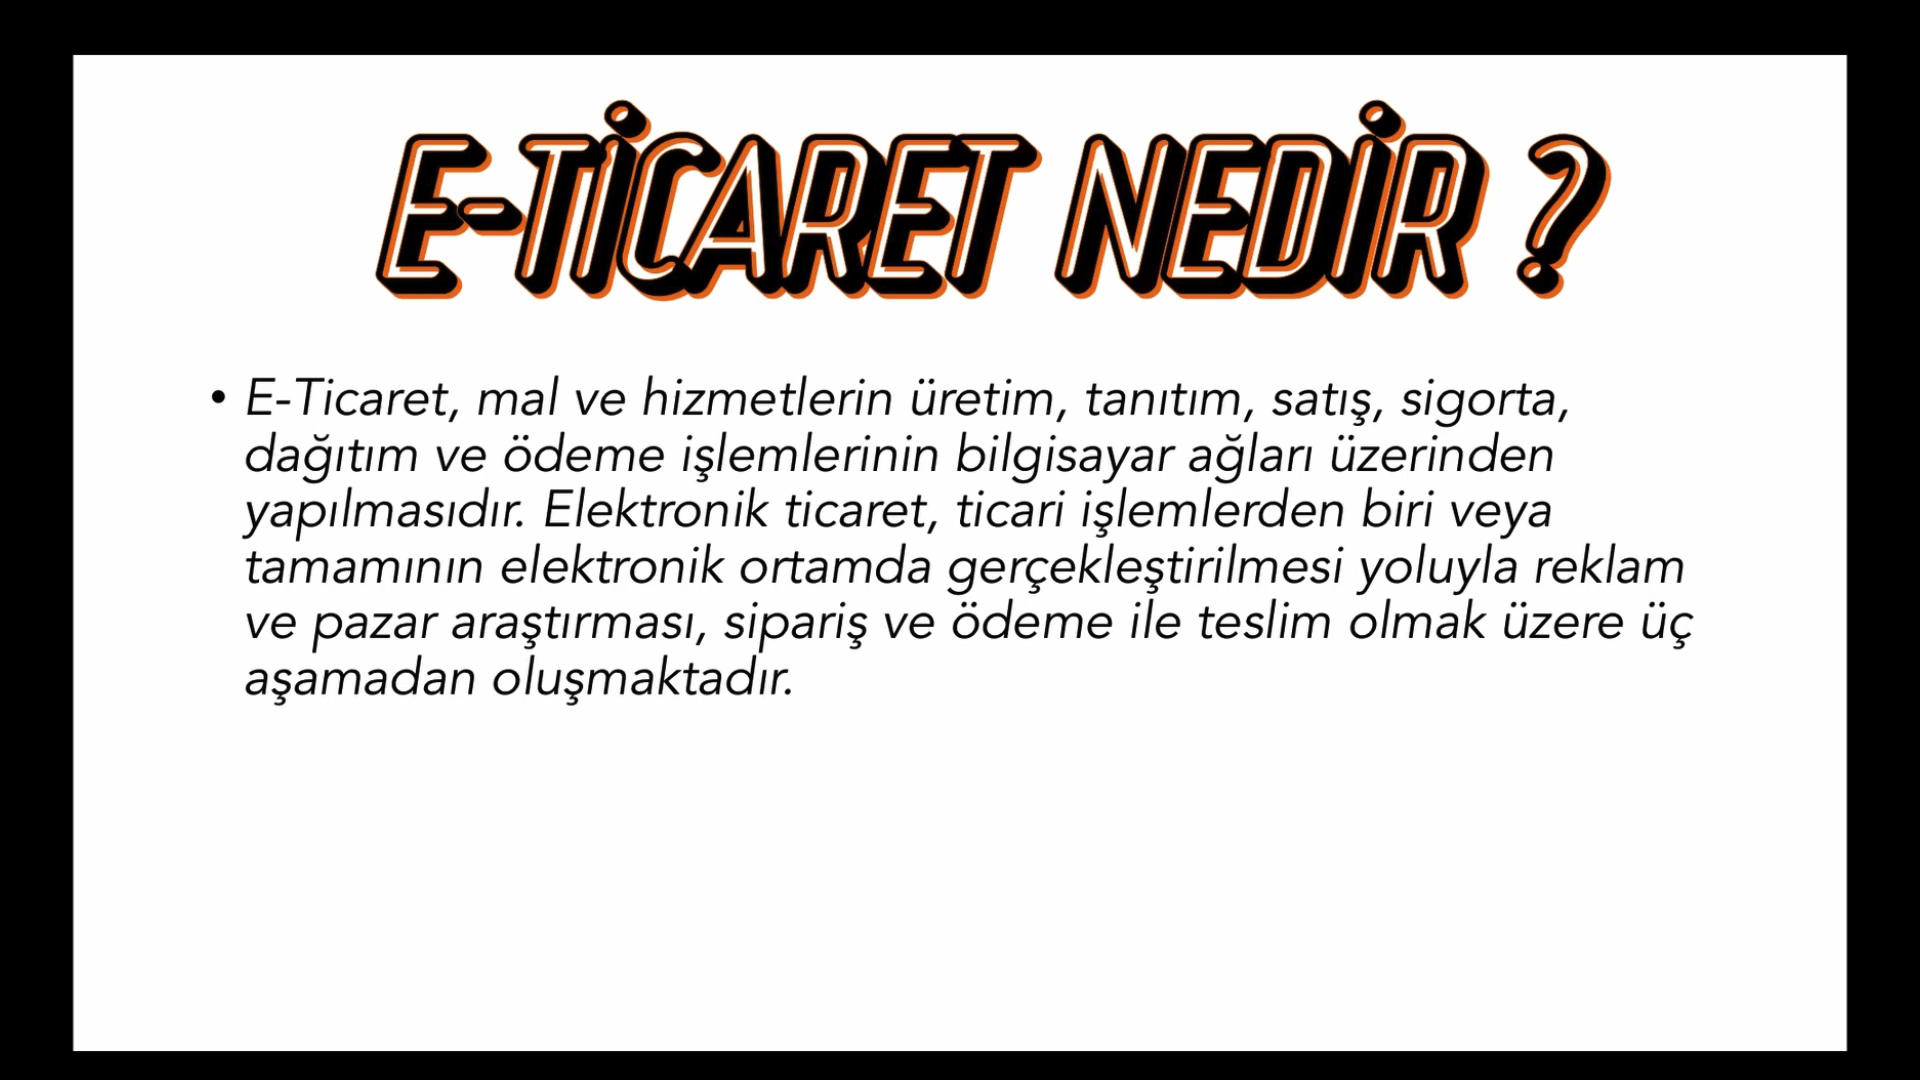 E-TİCARET NEDİR ?
• E-Ticaret, mal ve hizmetlerin üretim, tanıtım, satış, sigorta,
dağıtım ve ödeme işlemlerinin bilgisayar ağları üzerinden
yapılmasıdır. Elektronik ticaret, ticari işlemlerden biri veya
tamamının elektronik ortamda gerçekleştirilmesi yoluyla reklam
ve pazar araştırması, sipariş ve ödeme ile teslim olmak üzere üç
aşamadan oluşmaktadır.